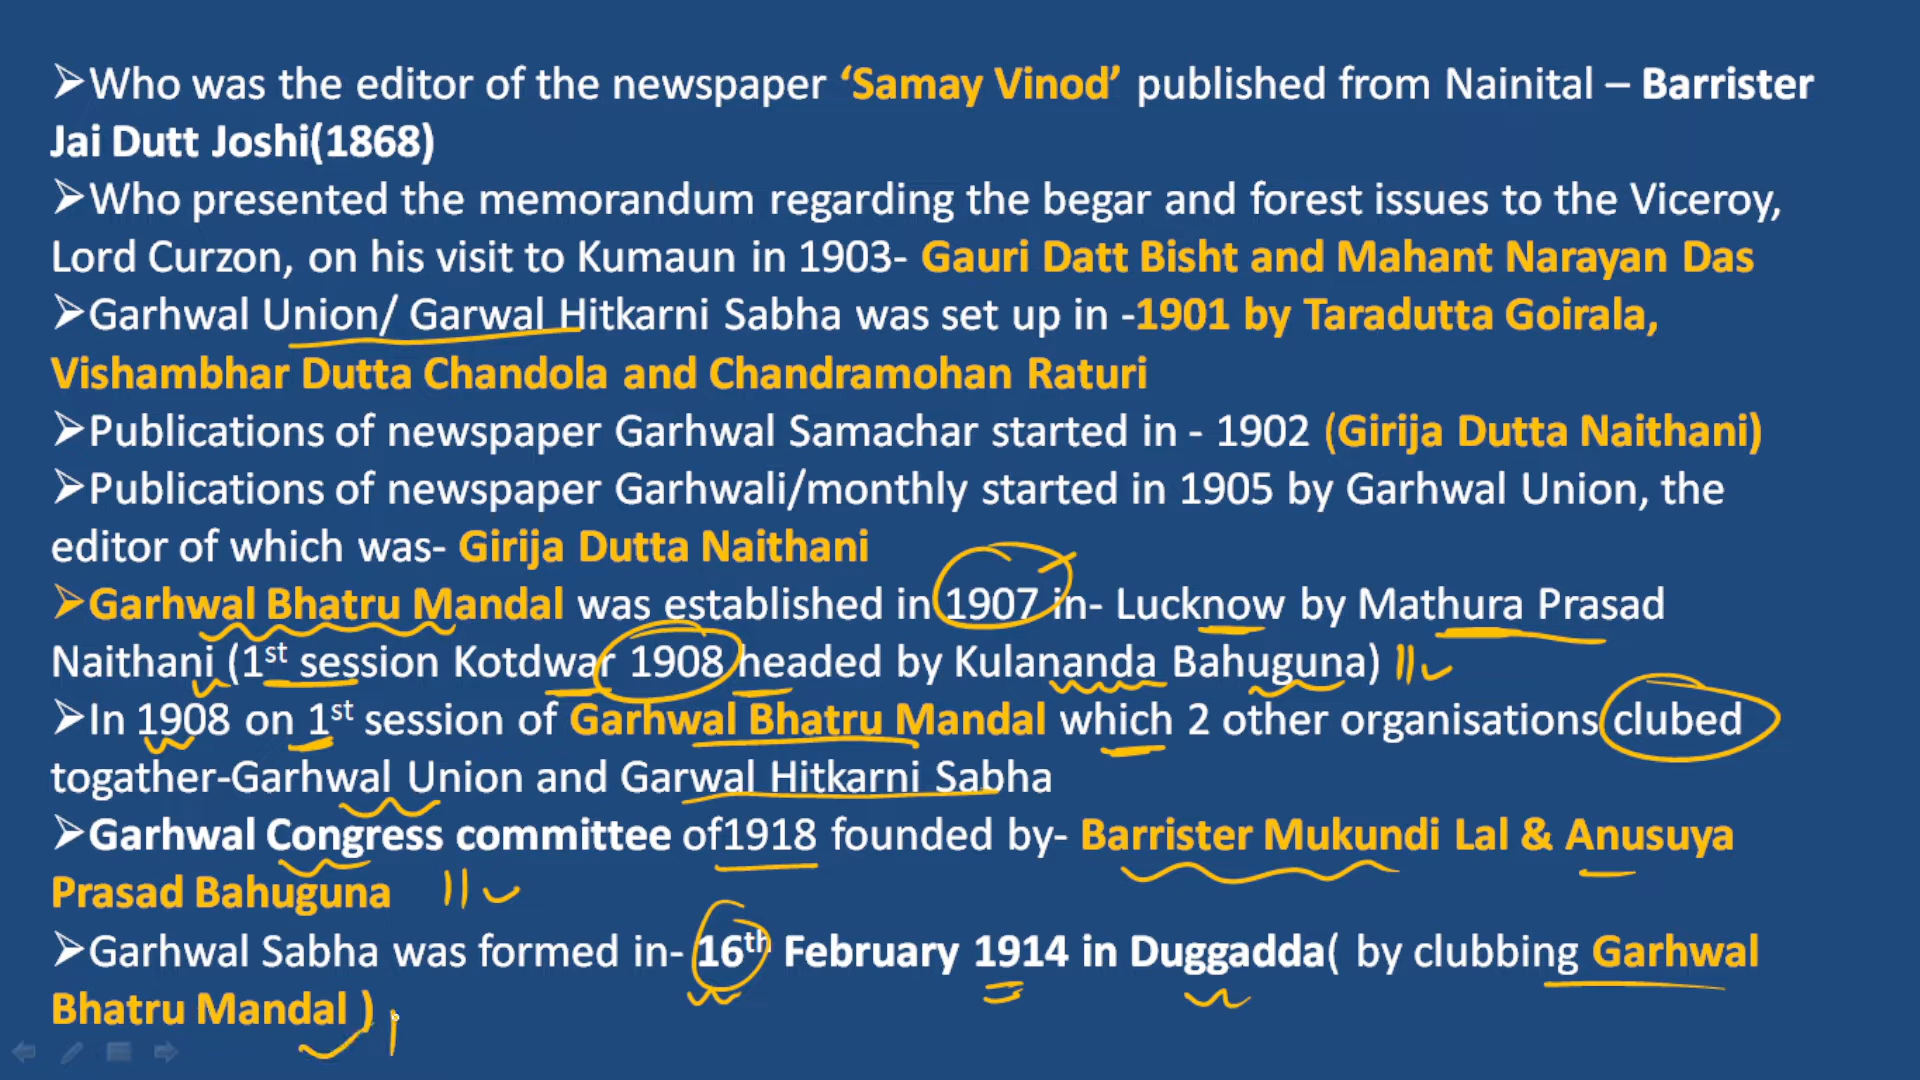 ➢Who was the editor of the newspaper ‘Samay Vinod’ published from Nainital – Barrister
Jai Dutt Joshi(1868)
➢Who presented the memorandum regarding the begar and forest issues to the Viceroy,
Lord Curzon, on his visit to Kumaun in 1903- Gauri Datt Bisht and Mahant Narayan Das
➢Garhwal Union/ Garwal Hitkarni Sabha was set up in -1901 by Taradutta Goirala,
Vishambhar Dutta Chandola and Chandramohan Raturi
➢Publications of newspaper Garhwal Samachar started in - 1902 (Girija Dutta Naithani)
➢Publications of newspaper Garhwali/monthly started in 1905 by Garhwal Union, the
editor of which was- Girija Dutta Naithani
➢Garhwal Bhatru Mandal was established in 1907 in- Lucknow by Mathura Prasad
Naithani (1st session Kotdwar 1908 headed by Kulananda Bahuguna)
➢In 1908 on 1st session of Garhwal Bhatru Mandal which 2 other organisations clubed
togather-Garhwal Union and Garwal Hitkarni Sabha
➢Garhwal Congress committee of1918 founded by- Barrister Mukundi Lal & Anusuya
Prasad Bahuguna
➢Garhwal Sabha was formed in- 16th February 1914 in Duggadda( by clubbing Garhwal
Bhatru Mandal )